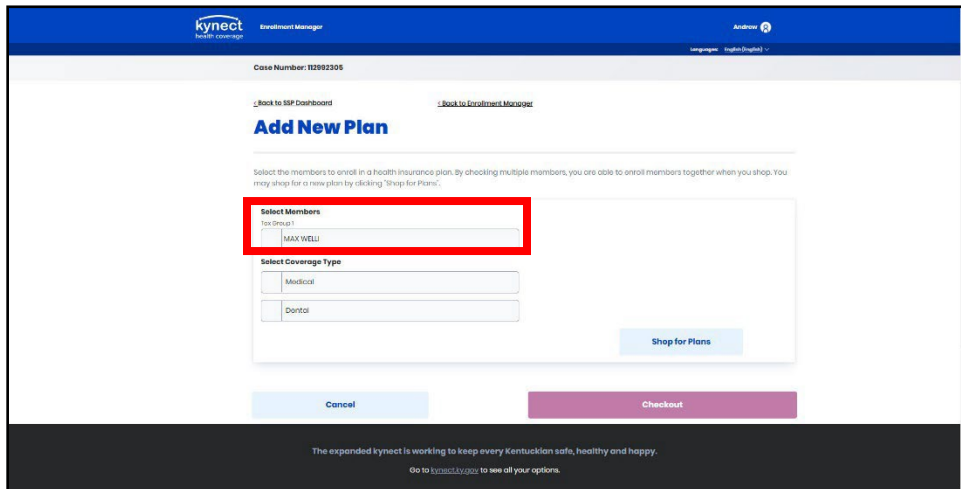 kynect
health coverage
Enrollment Manager
Andrew
Languages: English (English)
Case Number: 112992305
< Back to SSP Dashboard
< Back to Enrollment Manager
Add New Plan
Select the members to enroll in a health insurance plan. By checking multiple members, you are able to enroll members together when you shop. You
may shop for a new plan by clicking "Shop for Plans".
Select Members
Tax Group 1
MAX WELLI
Select Coverage Type
Medical
Dental
Shop for Plans
Cancel
Checkout
The expanded kynect is working to keep every Kentuckian safe, healthy and happy.
Go to kynect.ky.gov to see all your options.